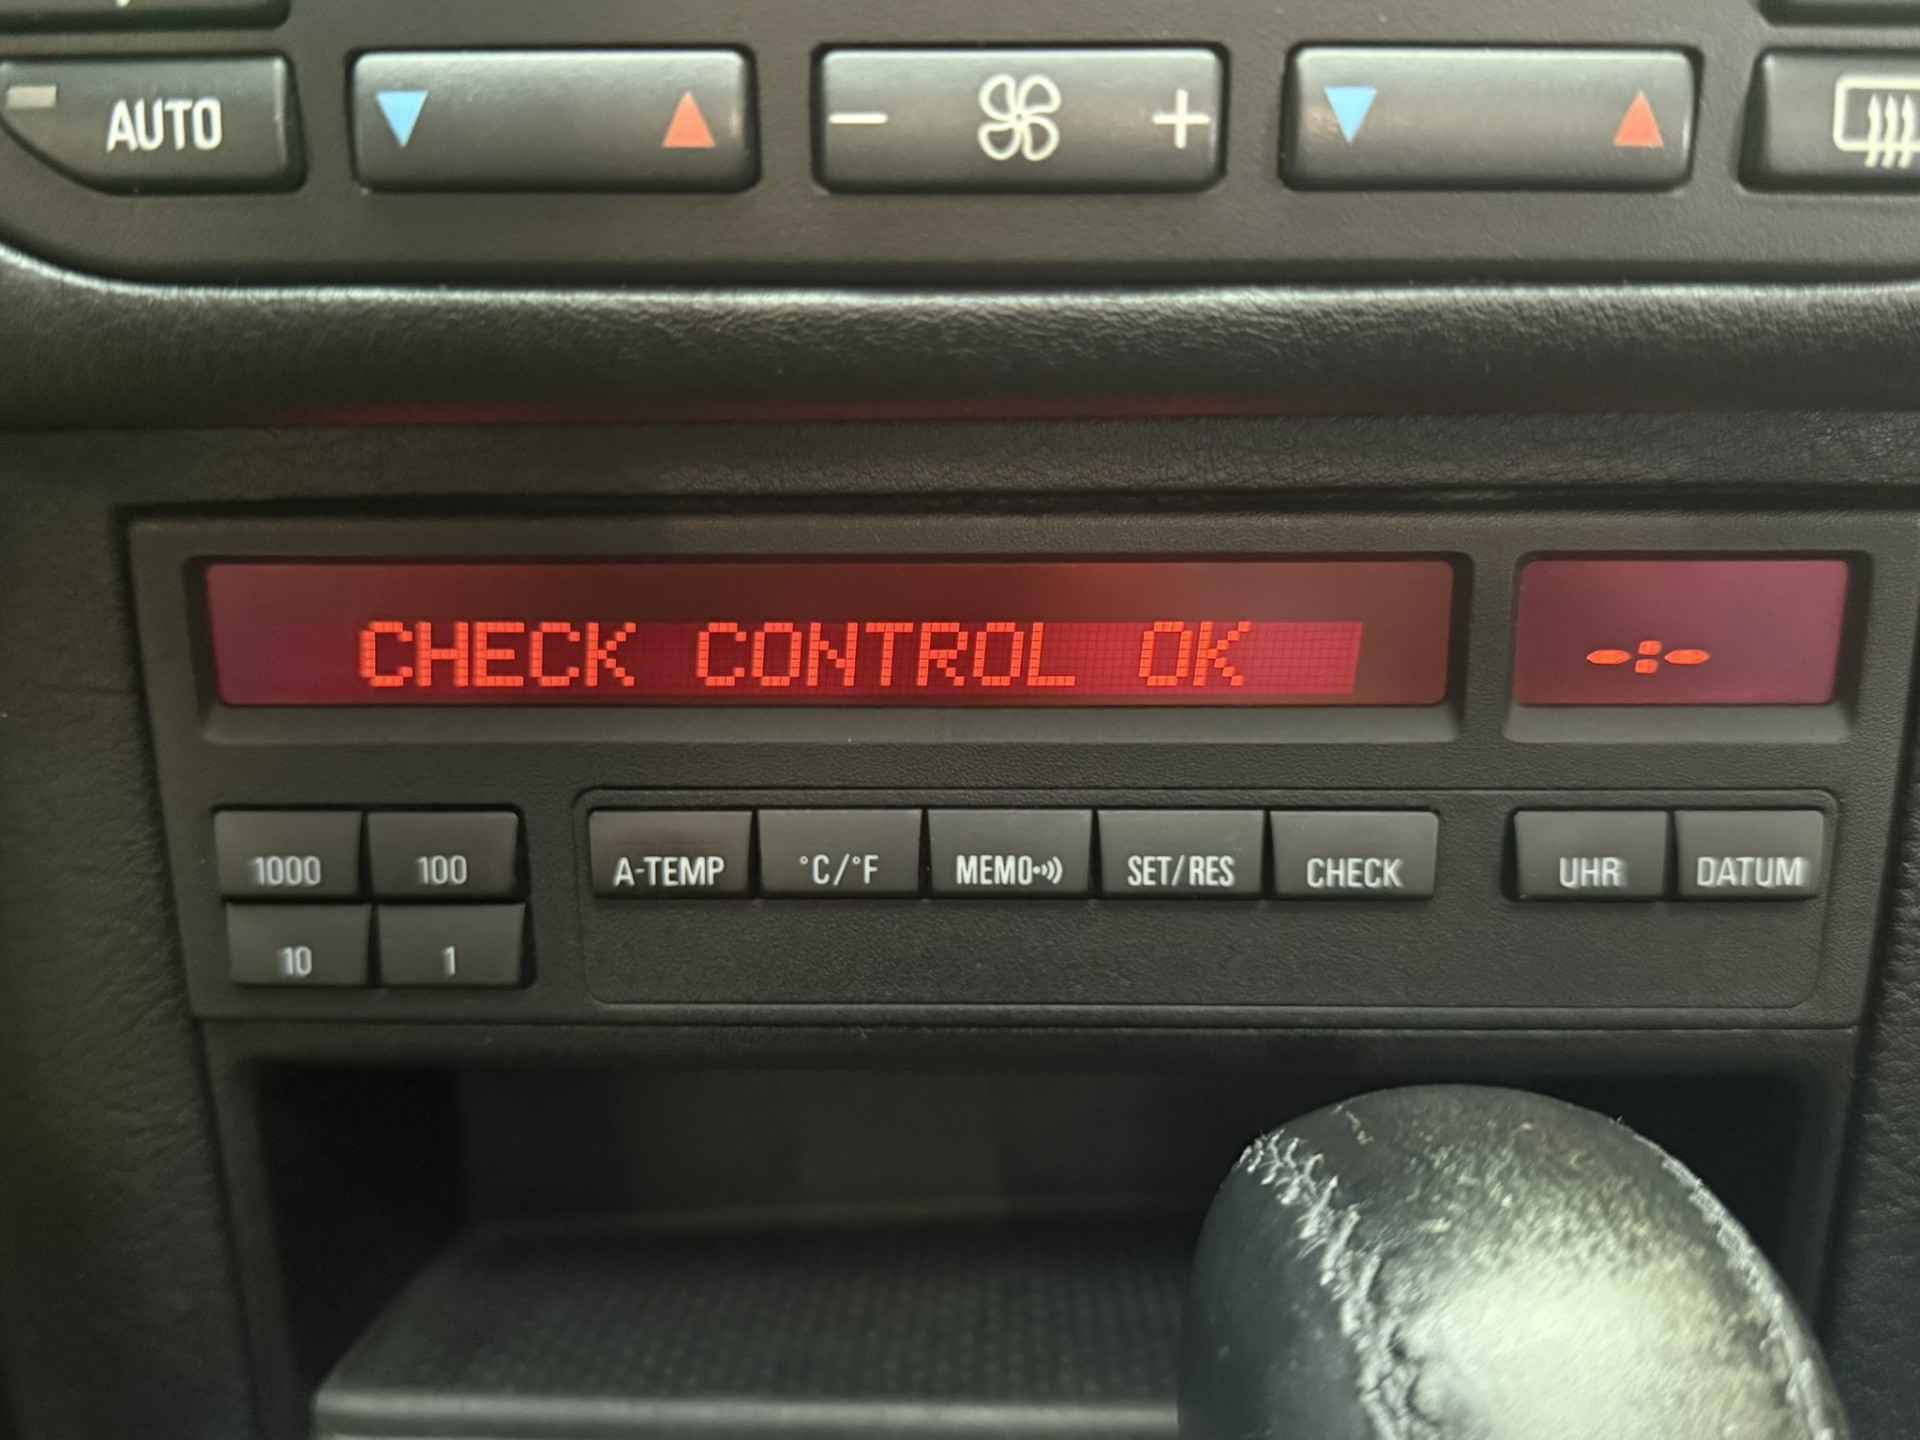 AUTO - +
CHECK CONTROL OK -:-
1000 100 A-TEMP °C/°F MEMO SET/RES CHECK UHR DATUM
10 1